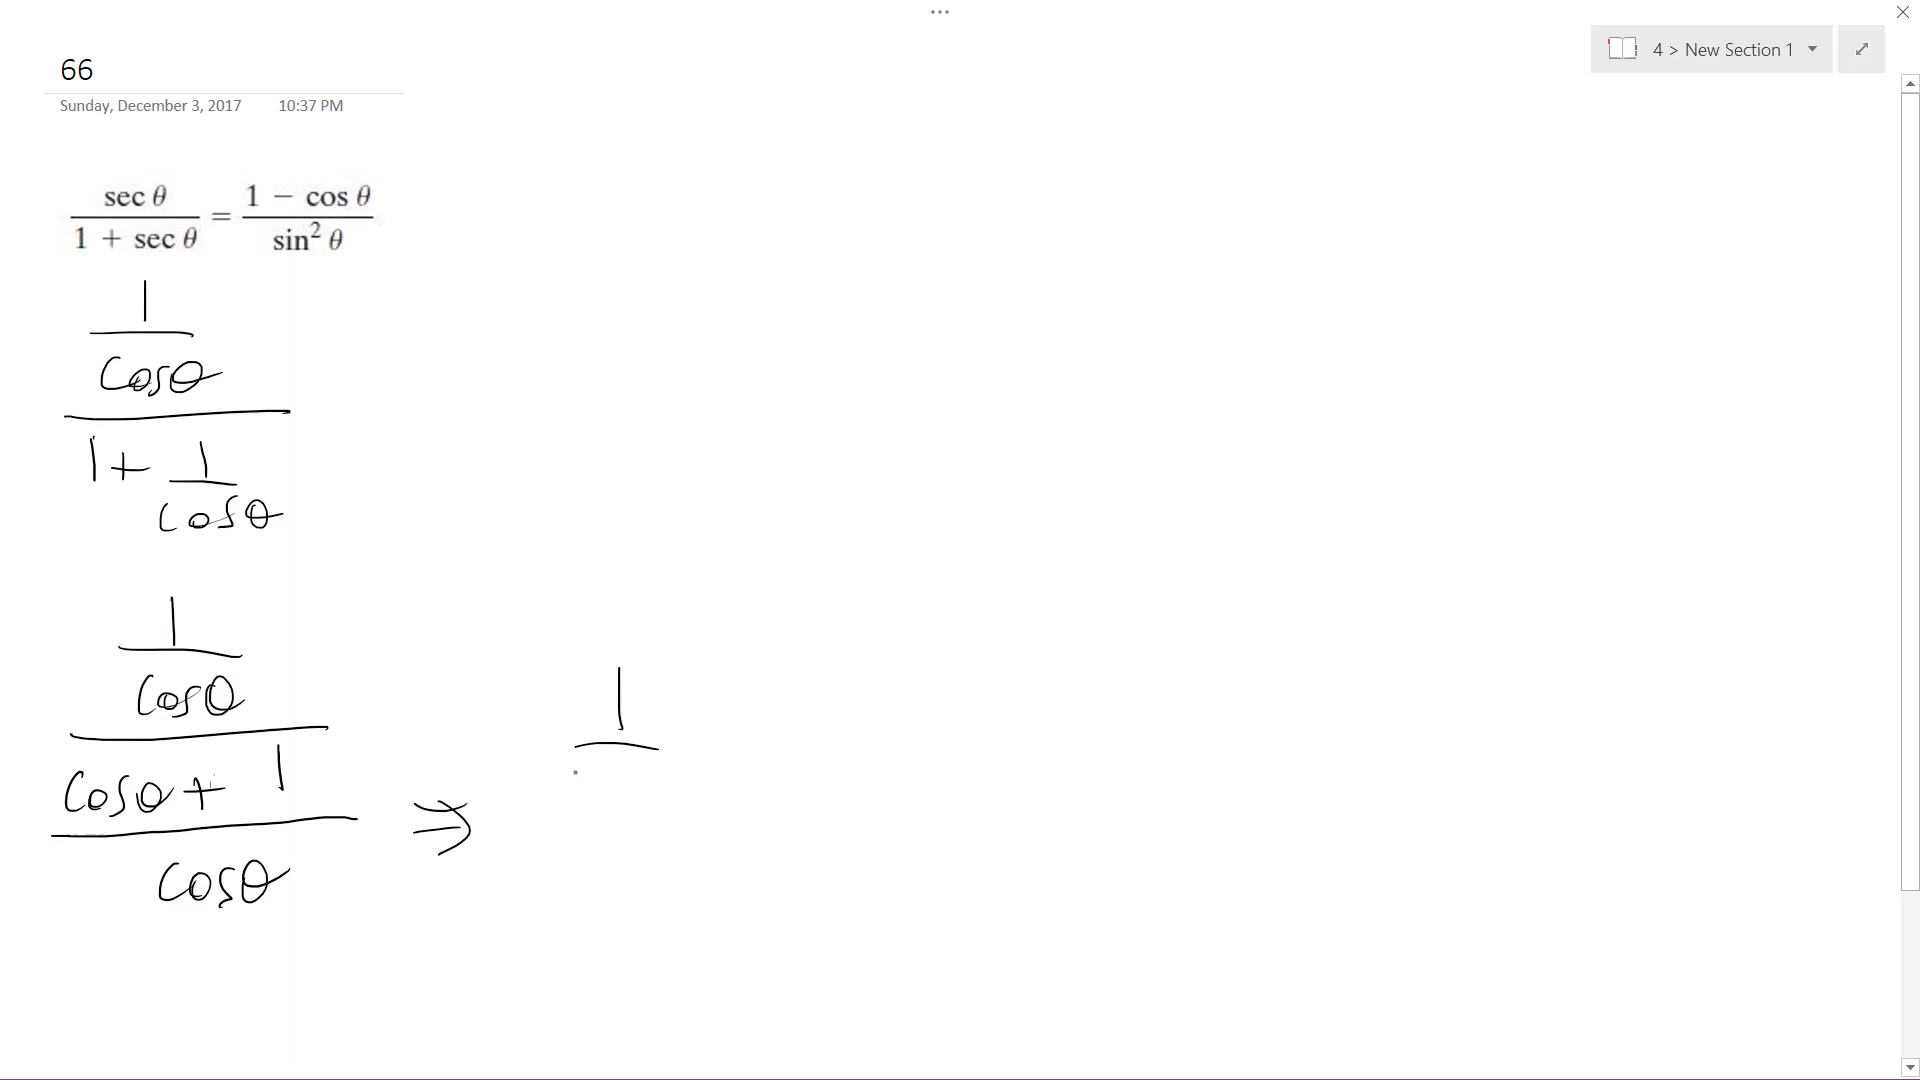 4 > New Section 1
66
Sunday, December 3, 2017 10:37 PM
sec θ / 1 + sec θ = 1 − cos θ / sin² θ
1
cosθ
1 + 1
cosθ
1
cosθ
cosθ + 1
cosθ
⇒ 1